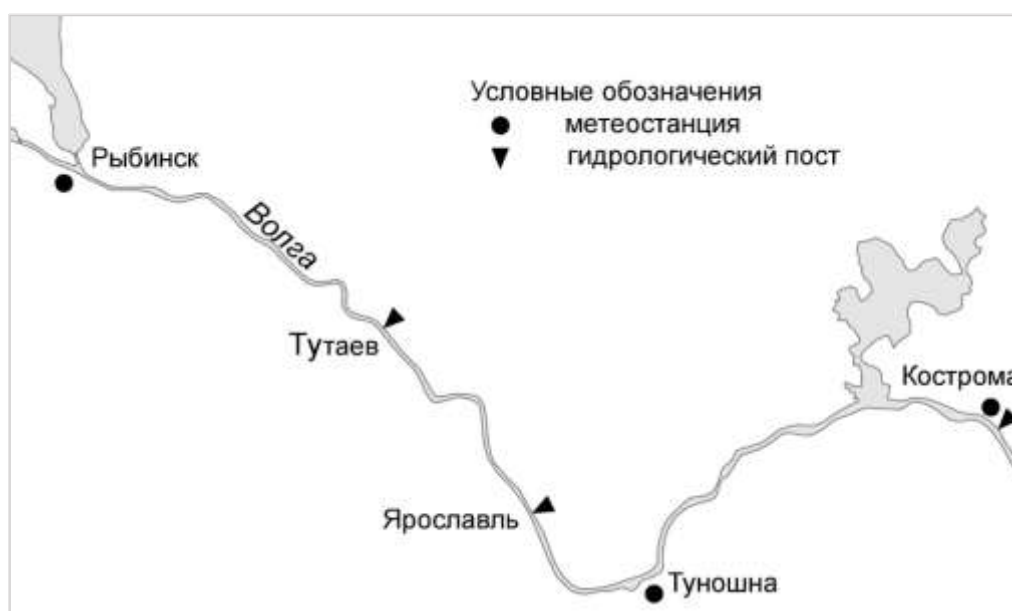 Условные обозначения
метеостанция
гидрологический пост
Рыбинск
Волга
Тутаев
Кострома
Ярославль
Туношна